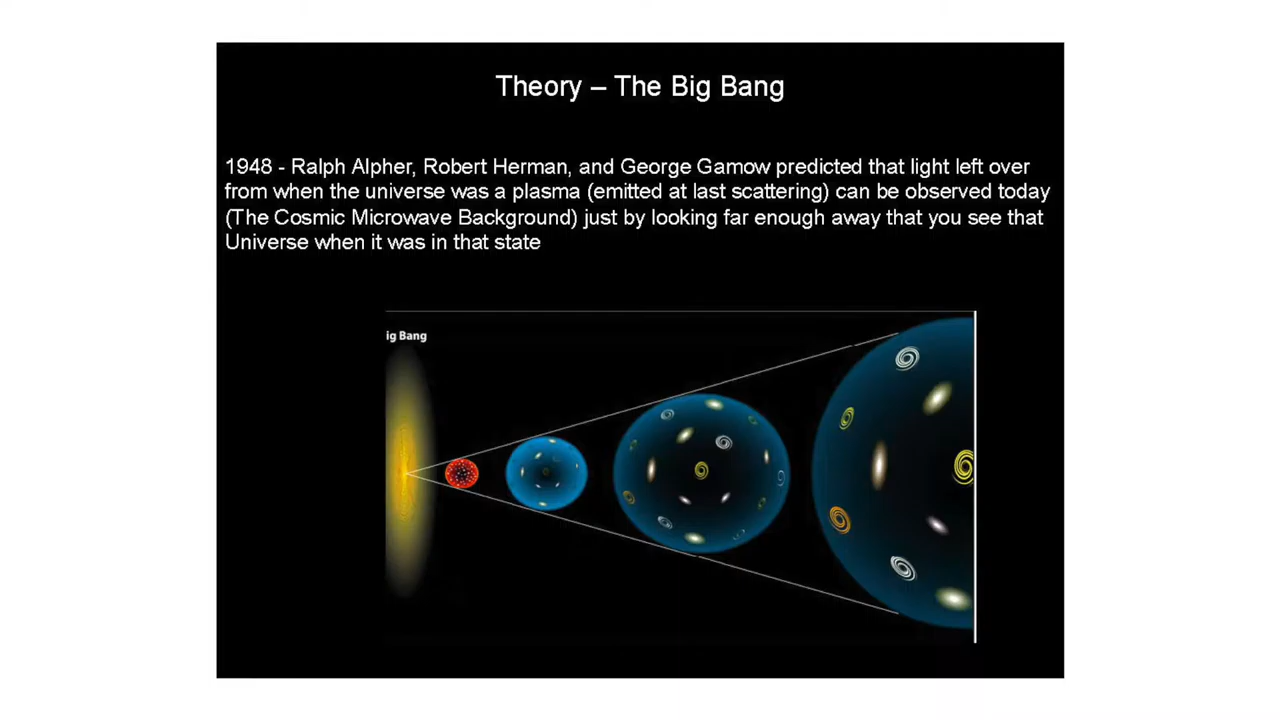 Theory – The Big Bang
1948 - Ralph Alpher, Robert Herman, and George Gamow predicted that light left over
from when the universe was a plasma (emitted at last scattering) can be observed today
(The Cosmic Microwave Background) just by looking far enough away that you see that
Universe when it was in that state
ig Bang